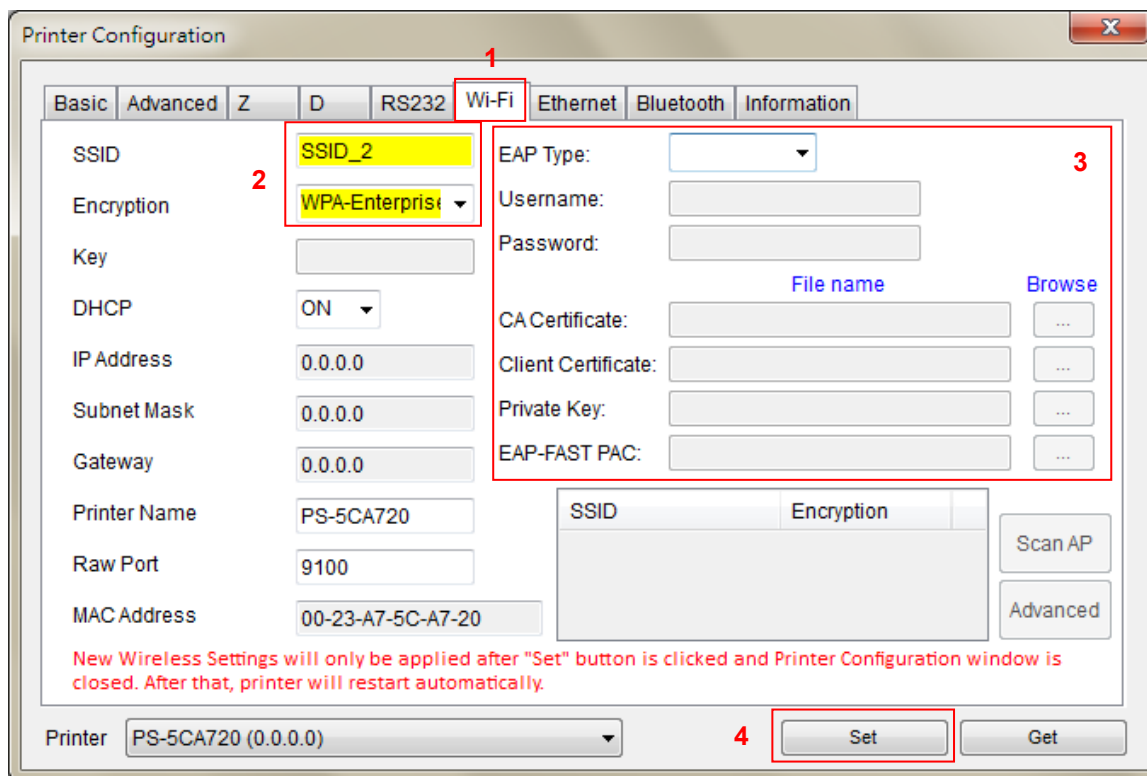 Printer Configuration
1
Basic Advanced Z D RS232 Wi-Fi Ethernet Bluetooth Information
SSID SSID_2
2
Encryption WPA-Enterprise
Key
DHCP ON
IP Address 0.0.0.0
Subnet Mask 0.0.0.0
Gateway 0.0.0.0
Printer Name PS-5CA720
Raw Port 9100
MAC Address 00-23-A7-5C-A7-20
EAP Type:
3
Username:
Password:
File name Browse
CA Certificate: ...
Client Certificate: ...
Private Key: ...
EAP-FAST PAC: ...
SSID Encryption
Scan AP
Advanced
New Wireless Settings will only be applied after "Set" button is clicked and Printer Configuration window is
closed. After that, printer will restart automatically.
Printer PS-5CA720 (0.0.0.0) 4 Set Get